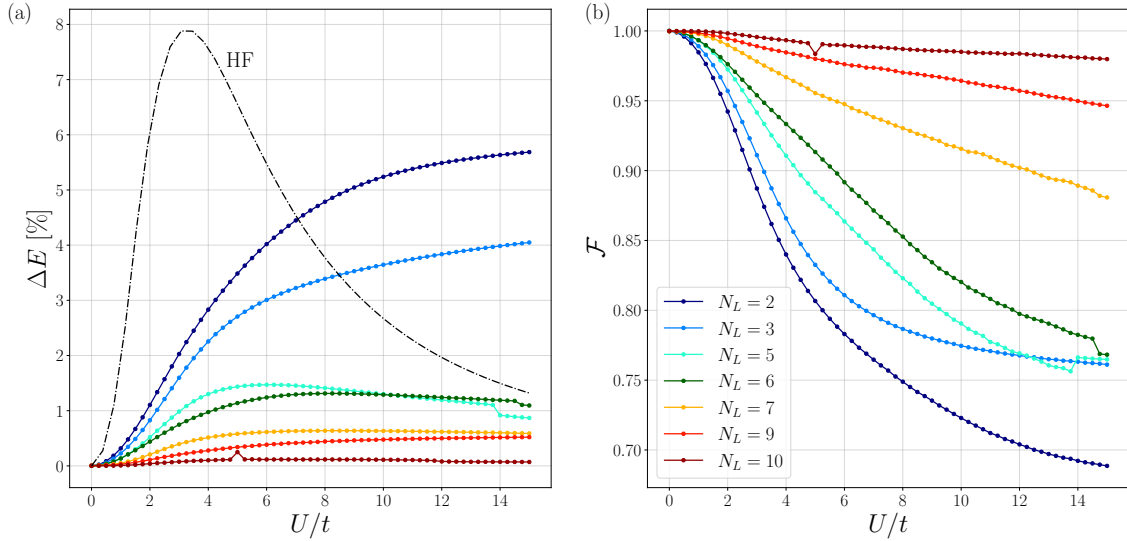 (a)
8
7
6
5
4
3
2
1
0
ΔE [%]
HF
0 2 4 6 8 10 12 14
U/t
(b)
1.00
0.95
0.90
0.85
0.80
0.75
0.70
ℱ
N_L = 2
N_L = 3
N_L = 5
N_L = 6
N_L = 7
N_L = 9
N_L = 10
0 2 4 6 8 10 12 14
U/t